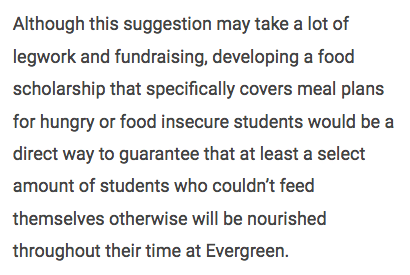 Although this suggestion may take a lot of
legwork and fundraising, developing a food
scholarship that specifically covers meal plans
for hungry or food insecure students would be a
direct way to guarantee that at least a select
amount of students who couldn’t feed
themselves otherwise will be nourished
throughout their time at Evergreen.